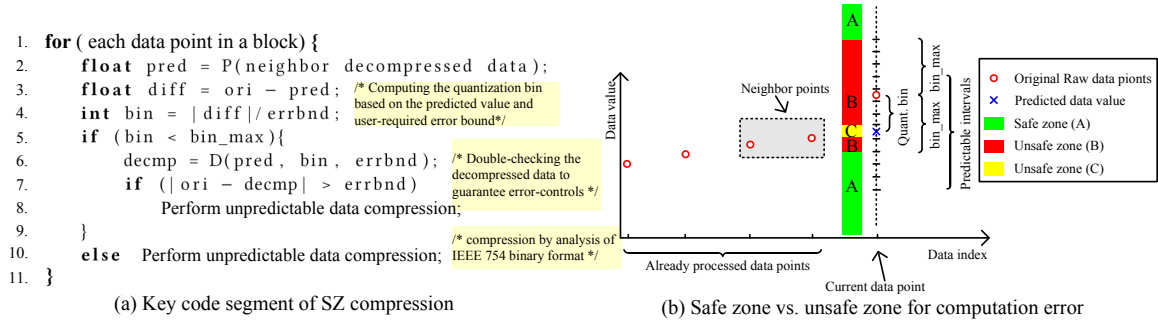 1. for ( each data point in a block) {
2. float pred = P(neighbor decompressed data);
3. float diff = ori − pred;
4. int bin = |diff|/errbnd;
5. if (bin < bin_max){
6. decmp = D(pred, bin, errbnd);
7. if (|ori − decmp| > errbnd)
8. Perform unpredictable data compression;
9. }
10. else Perform unpredictable data compression;
11. }
/* Computing the quantization bin
based on the predicted value and
user-required error bound*/
/* Double-checking the
decompressed data to
guarantee error-controls */
/* compression by analysis of
IEEE 754 binary format */
(a) Key code segment of SZ compression
Data value
Neighbor points
A
B
C
B
A
Quant. bin
bin_max
bin_max
Predictable intervals
Original Raw data pionts
Predicted data value
Safe zone (A)
Unsafe zone (B)
Unsafe zone (C)
Data index
Already processed data points
Current data point
(b) Safe zone vs. unsafe zone for computation error